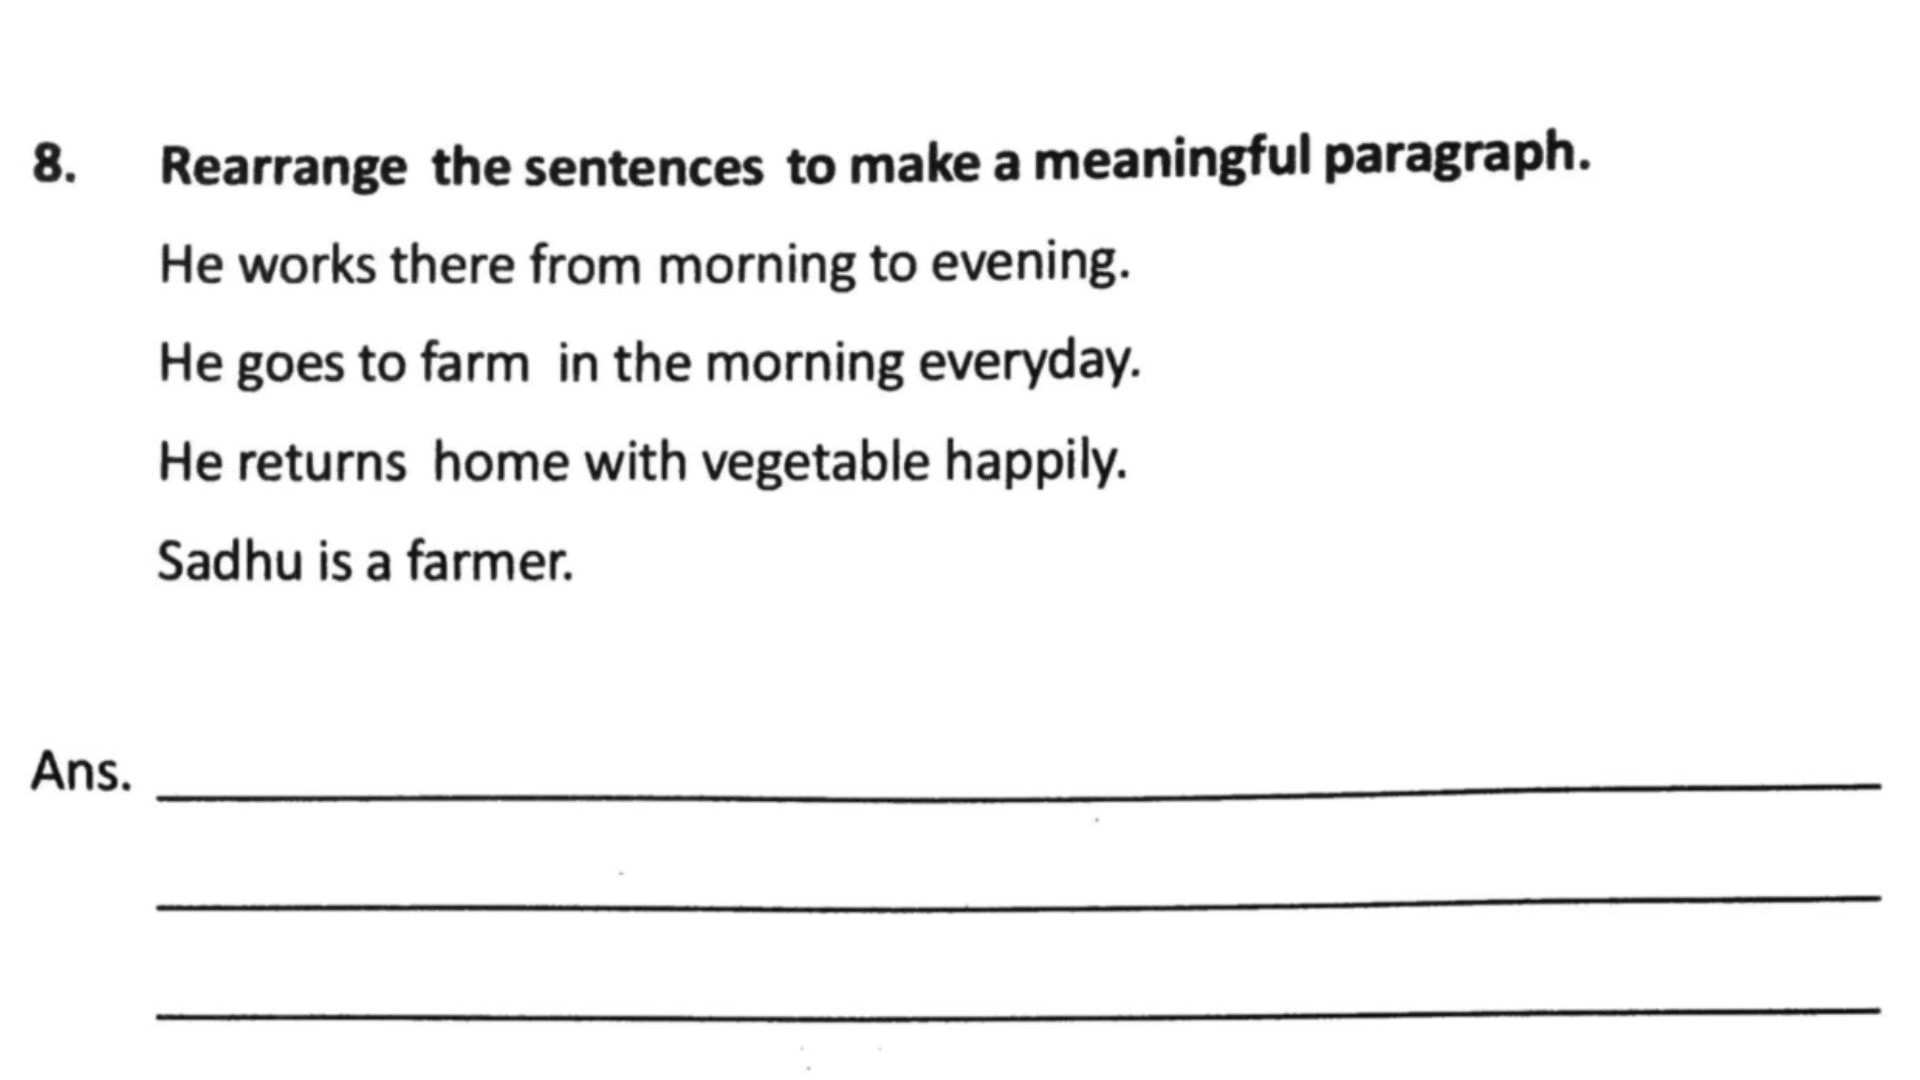 8. Rearrange the sentences to make a meaningful paragraph.
He works there from morning to evening.
He goes to farm in the morning everyday.
He returns home with vegetable happily.
Sadhu is a farmer.
Ans.